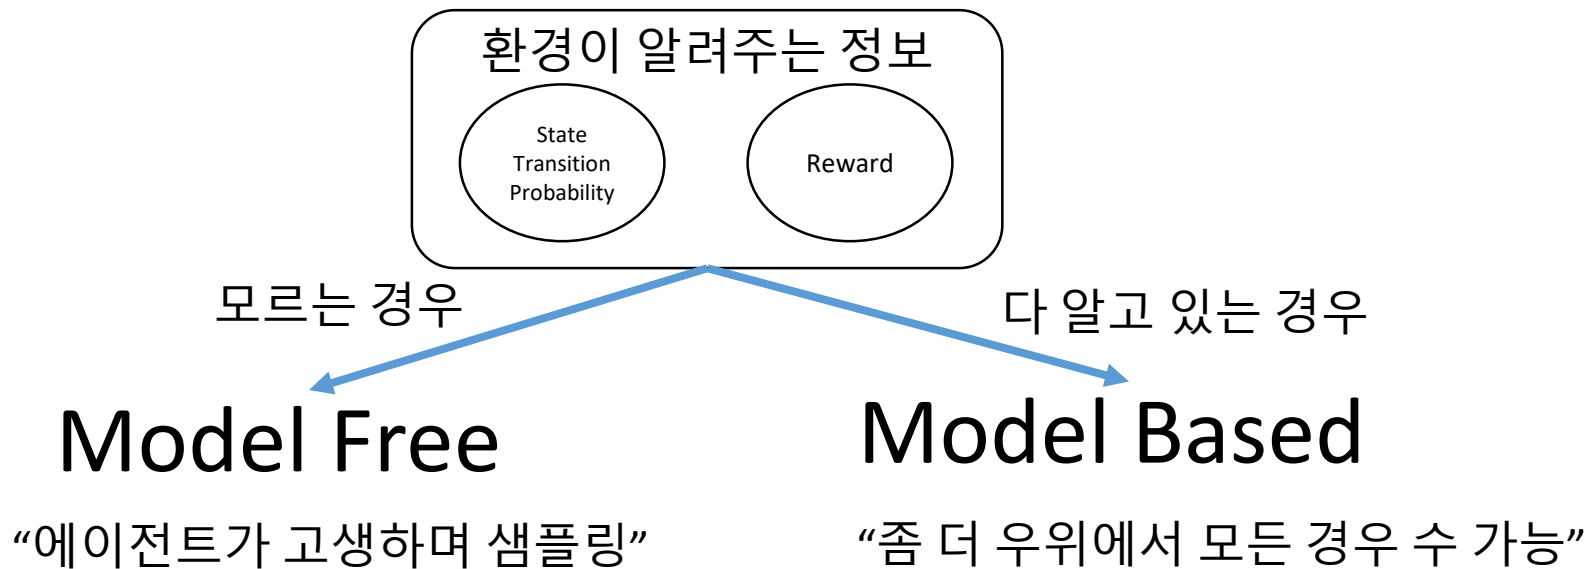 환경이 알려주는 정보
State
Transition
Probability
Reward
모르는 경우
다 알고 있는 경우
Model Free
Model Based
“에이전트가 고생하며 샘플링”
“좀 더 우위에서 모든 경우 수 가능”